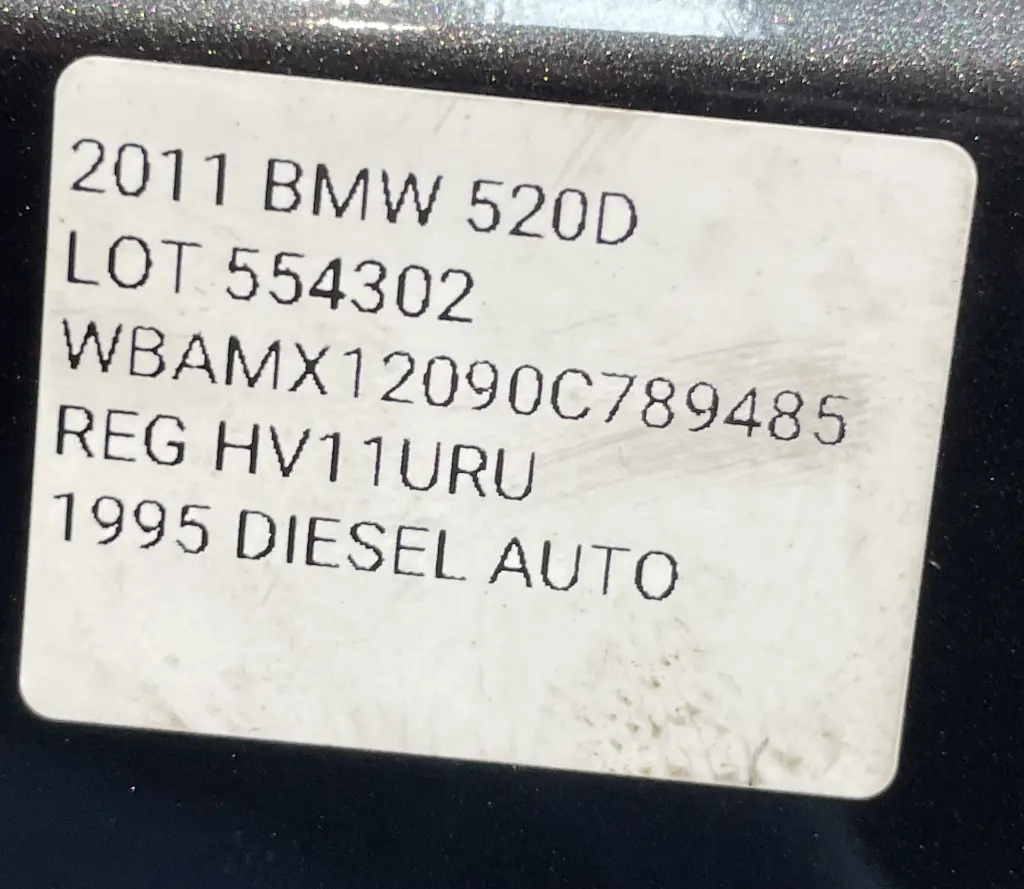 2011 BMW 520D
LOT 554302
WBAMX12090C789485
REG HV11URU
1995 DIESEL AUTO